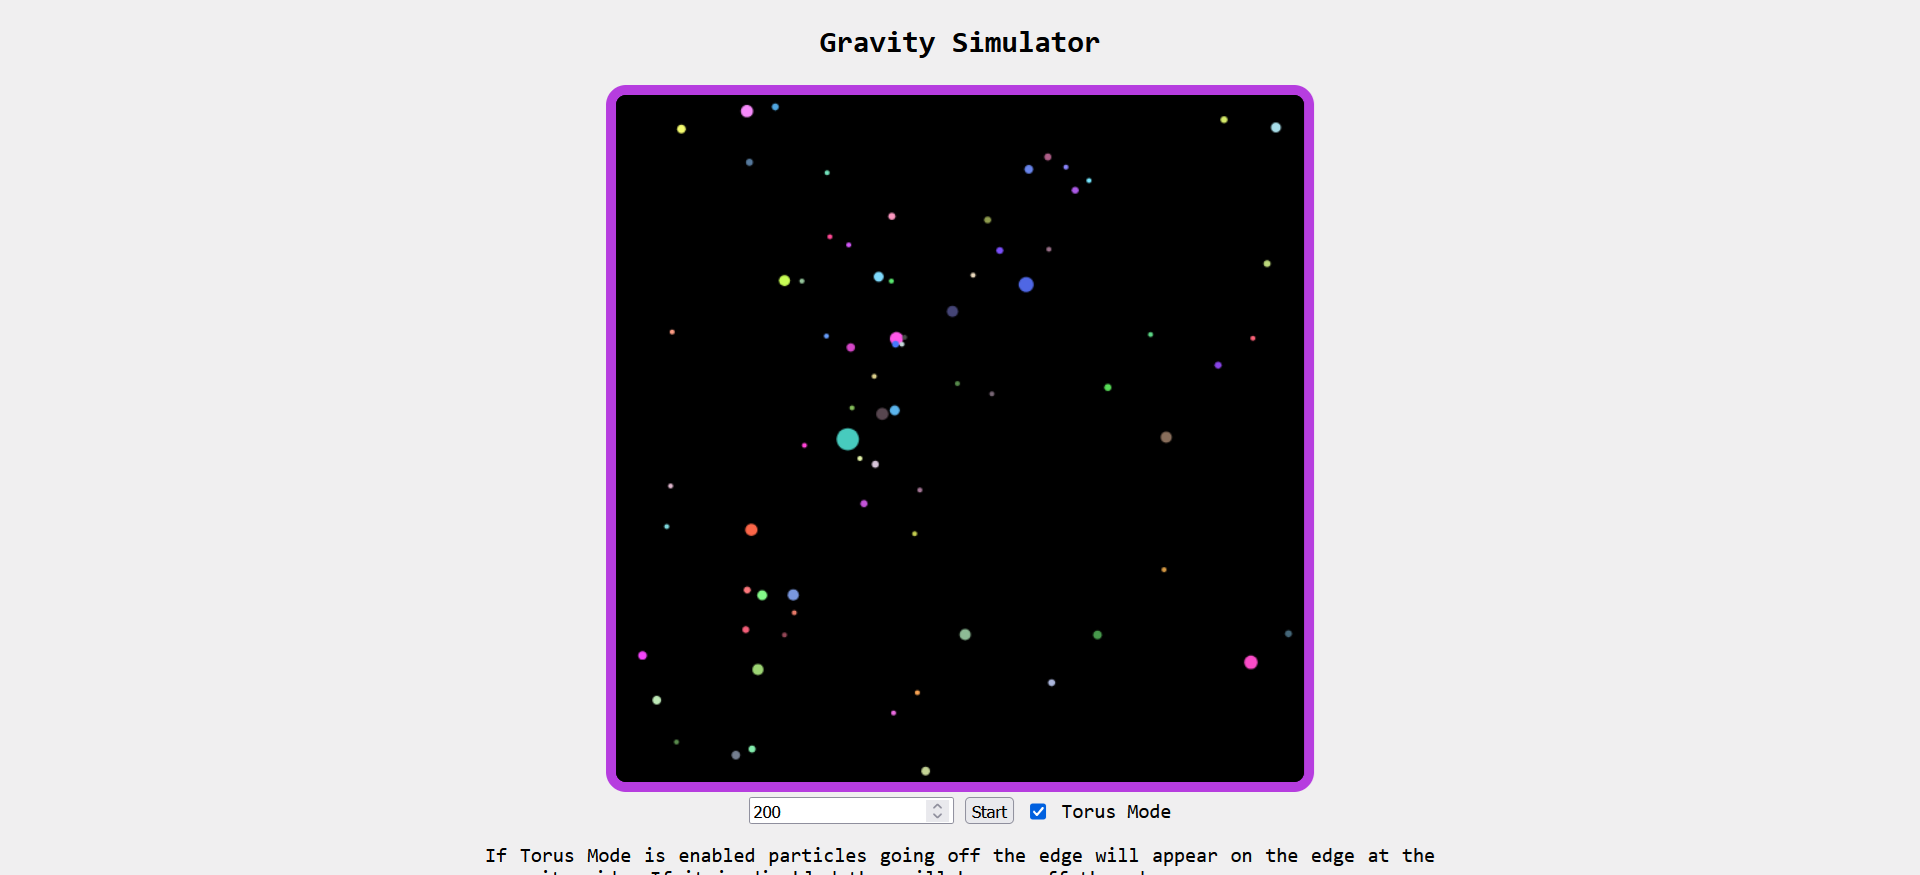 Gravity Simulator
200
Start
Torus Mode
If Torus Mode is enabled particles going off the edge will appear on the edge at the